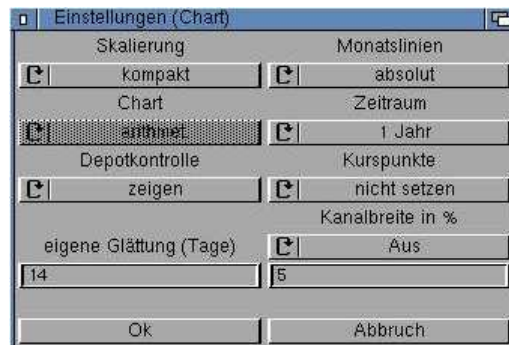 Einstellungen (Chart)
Skalierung Monatslinien
kompakt absolut
Chart Zeitraum
arithmet. 1 Jahr
Depotkontrolle Kurspunkte
zeigen nicht setzen
Kanalbreite in %
eigene Glättung (Tage) Aus
14 5
Ok Abbruch